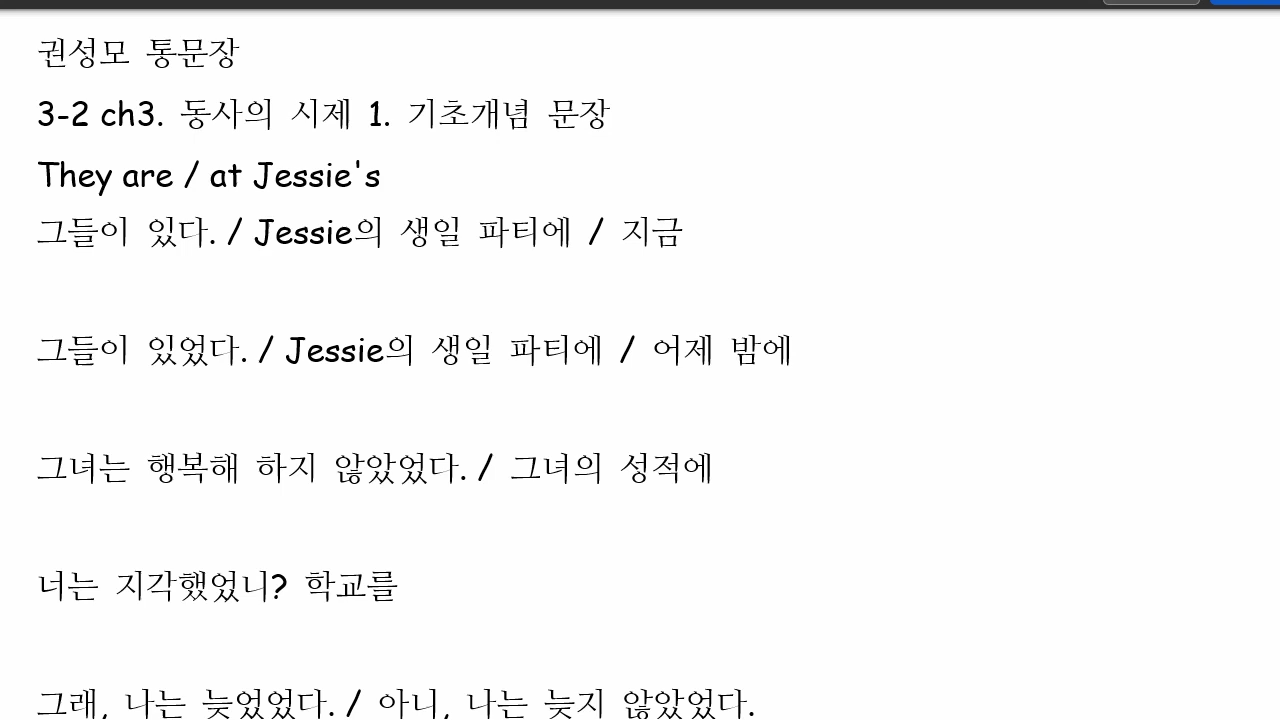 권성모 통문장
3-2 ch3. 동사의 시제 1. 기초개념 문장
They are / at Jessie's
그들이 있다. / Jessie의 생일 파티에 / 지금
그들이 있었다. / Jessie의 생일 파티에 / 어제 밤에
그녀는 행복해 하지 않았었다. / 그녀의 성적에
너는 지각했었니? 학교를
그래, 나는 늦었었다. / 아니, 나는 늦지 않았었다.